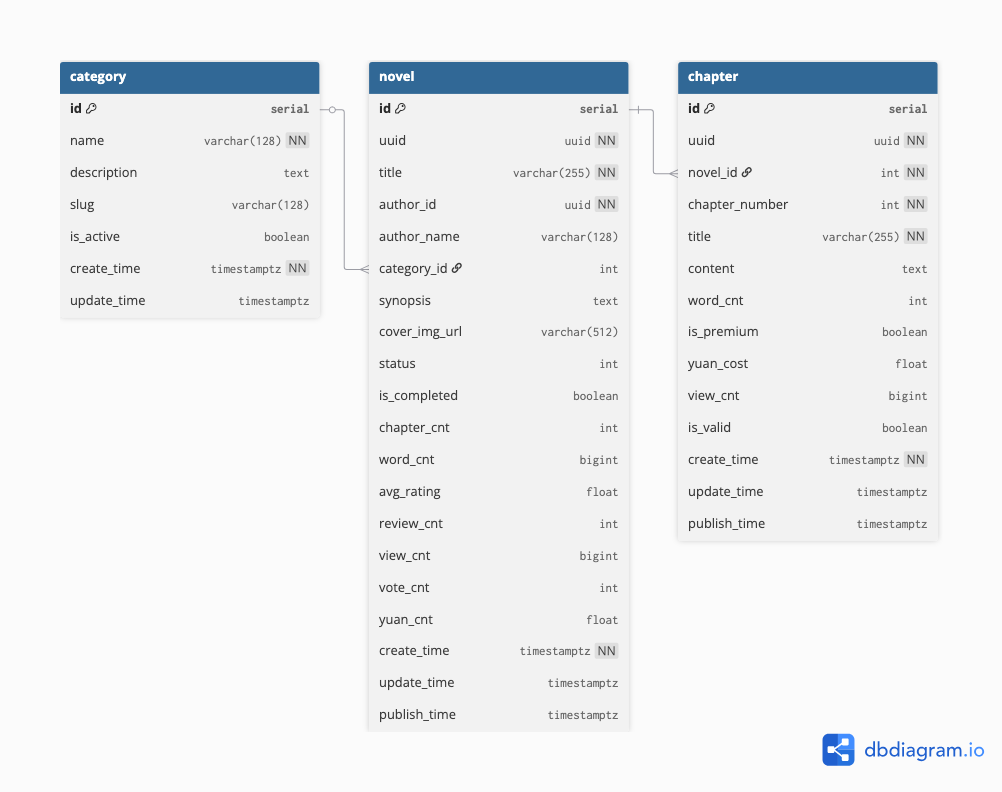 category
id serial
name varchar(128) NN
description text
slug varchar(128)
is_active boolean
create_time timestamptz NN
update_time timestamptz
novel
id serial
uuid uuid NN
title varchar(255) NN
author_id uuid NN
author_name varchar(128)
category_id int
synopsis text
cover_img_url varchar(512)
status int
is_completed boolean
chapter_cnt int
word_cnt bigint
avg_rating float
review_cnt int
view_cnt bigint
vote_cnt int
yuan_cnt float
create_time timestamptz NN
update_time timestamptz
publish_time timestamptz
chapter
id serial
uuid uuid NN
novel_id int NN
chapter_number int NN
title varchar(255) NN
content text
word_cnt int
is_premium boolean
yuan_cost float
view_cnt bigint
is_valid boolean
create_time timestamptz NN
update_time timestamptz
publish_time timestamptz
dbdiagram.io